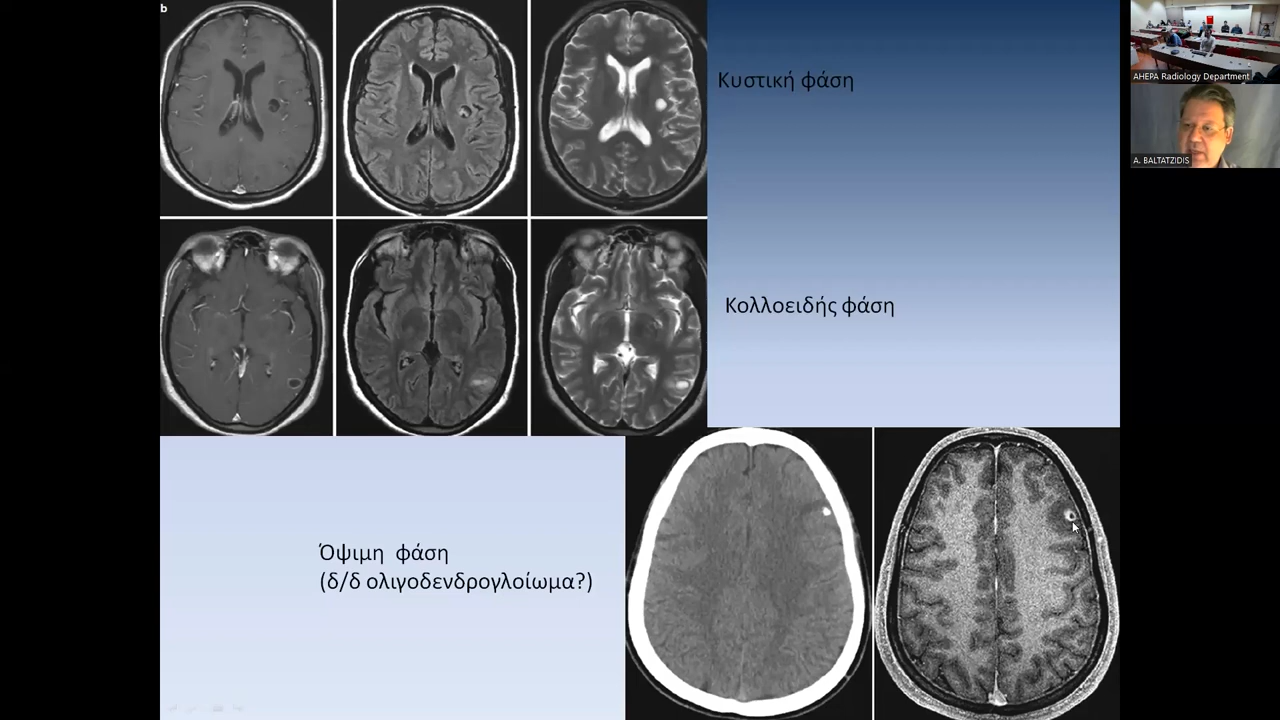 b
Κυστική φάση
AHEPA Radiology Department
A. BALTATZIDIS
Κολλοειδής φάση
Όψιμη φάση
(δ/δ ολιγοδενδρογλοίωμα?)